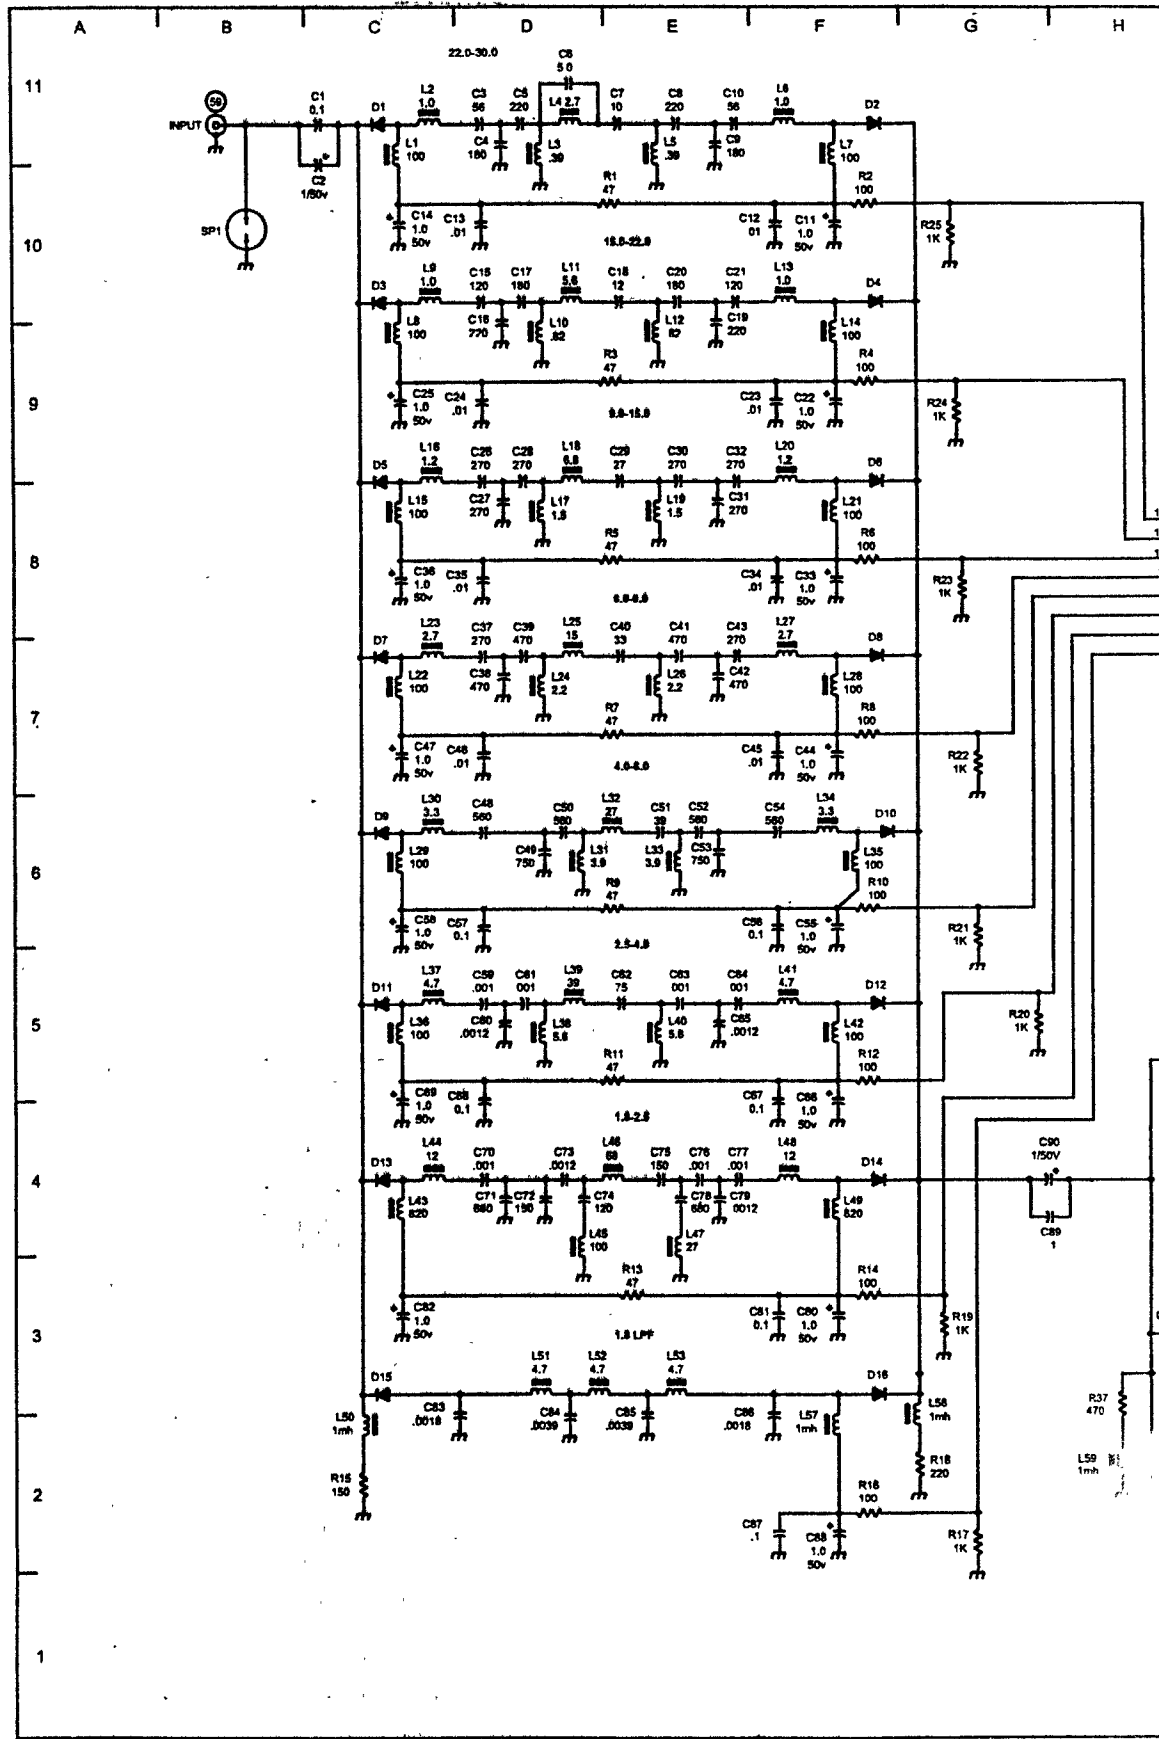 A B C D E F G H
11
10
9
8
7
6
5
4
3
2
1
22.0-30.0
59
INPUT
SP1
C1
0.1
C2
1/50v
D1
L2
1.0
C3
56
C5
220
C6
5 0
L4 2.7
C7
10
C8
220
C10
56
L6
1.0
D2
L1
100
C4
180
L3
.39
L5
.39
C9
180
L7
100
R1
47
R2
100
C14
1.0
50v
C13
.01
C12
01
C11
1.0
50v
R25
1K
15.0-22.0
D3
L9
1.0
C15
120
C17
180
L11
5.6
C18
12
C20
180
C21
120
L13
1.0
D4
L8
100
C16
220
L10
.82
L12
82
C19
220
L14
100
R3
47
R4
100
C25
1.0
50v
C24
.01
C23
.01
C22
1.0
50v
R24
1K
9.0-15.0
D5
L16
1.2
C26
270
C28
270
L18
6.8
C29
27
C30
270
C32
270
L20
1.2
D6
L15
100
C27
270
L17
1.5
L19
1.5
C31
270
L21
100
R5
47
R6
100
C36
1.0
50v
C35
.01
C34
.01
C33
1.0
50v
R23
1K
D7
L23
2.7
C37
270
C39
470
L25
15
C40
33
C41
470
C43
270
L27
2.7
D8
L22
100
C38
470
L24
2.2
L26
2.2
C42
470
L28
100
R7
47
R8
100
C47
1.0
50v
C46
.01
C45
.01
C44
1.0
50v
R22
1K
D9
L30
3.3
C48
560
C50
560
L32
27
C51
39
C52
560
C54
560
L34
3.3
D10
L29
100
C49
750
L31
3.9
L33
3.9
C53
750
L35
100
R9
47
R10
100
C58
1.0
50v
C57
0.1
C56
0.1
C55
1.0
50v
R21
1K
2.5-4.0
D11
L37
4.7
C59
.001
C61
001
L39
39
C62
75
C63
001
C64
001
L41
4.7
D12
L36
100
C60
.0012
L38
5.6
L40
5.6
C65
.0012
L42
100
R11
47
R12
100
C69
1.0
50v
C68
0.1
C67
0.1
C66
1.0
50v
R20
1K
D13
L44
12
C70
.001
C73
.0012
L46
68
C75
150
C76
.001
C77
.001
L48
12
D14
L43
820
C71
680
C72
150
C74
120
C78
680
C79
0012
L49
820
L45
100
L47
27
R13
47
R14
100
C82
1.0
50v
C81
0.1
C80
1.0
50v
R19
1K
C90
1/50V
C89
1
1.8 LPF
D15
L51
4.7
L52
4.7
L53
4.7
D16
L50
1mh
C83
.0018
C84
.0039
C85
.0039
C86
.0018
L57
1mh
L58
1mh
R15
150
R18
220
R16
100
C87
.1
C88
1.0
50v
R17
1K
R37
470
L59
1mh